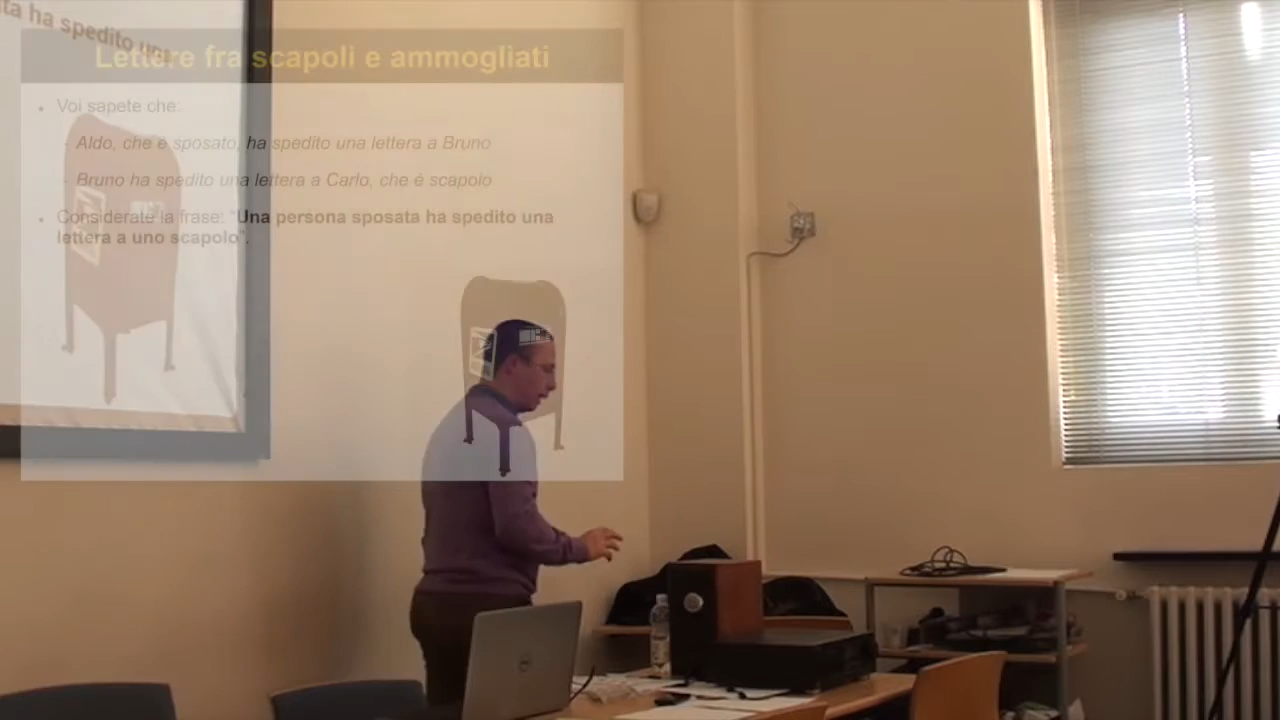 ta ha spedito una
Lettere fra scapoli e ammogliati
Voi sapete che:
- Aldo, che è sposato, ha spedito una lettera a Bruno
- Bruno ha spedito una lettera a Carlo, che é scapolo
Considerate la frase: "Una persona sposata ha spedito una
lettera a uno scapolo".
DELL